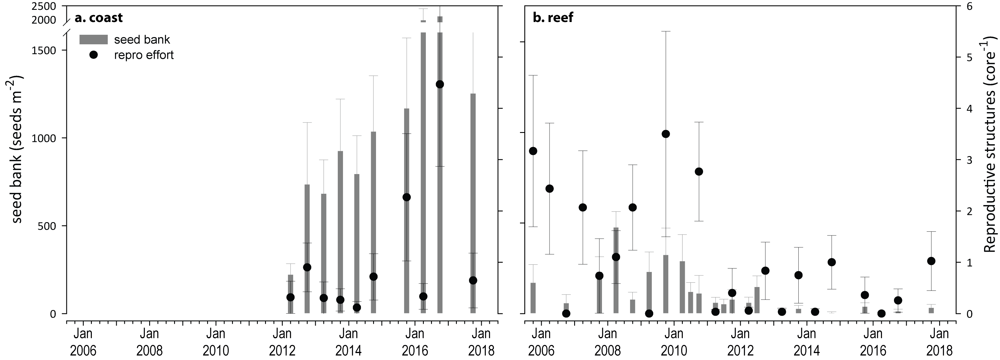 a. coast
seed bank
repro effort
seed bank (seeds m-2)
2500
2000
1500
1000
500
0
Jan 2006
Jan 2008
Jan 2010
Jan 2012
Jan 2014
Jan 2016
Jan 2018
b. reef
6
5
4
3
2
1
0
Reproductive structures (core-1)
Jan 2006
Jan 2008
Jan 2010
Jan 2012
Jan 2014
Jan 2016
Jan 2018